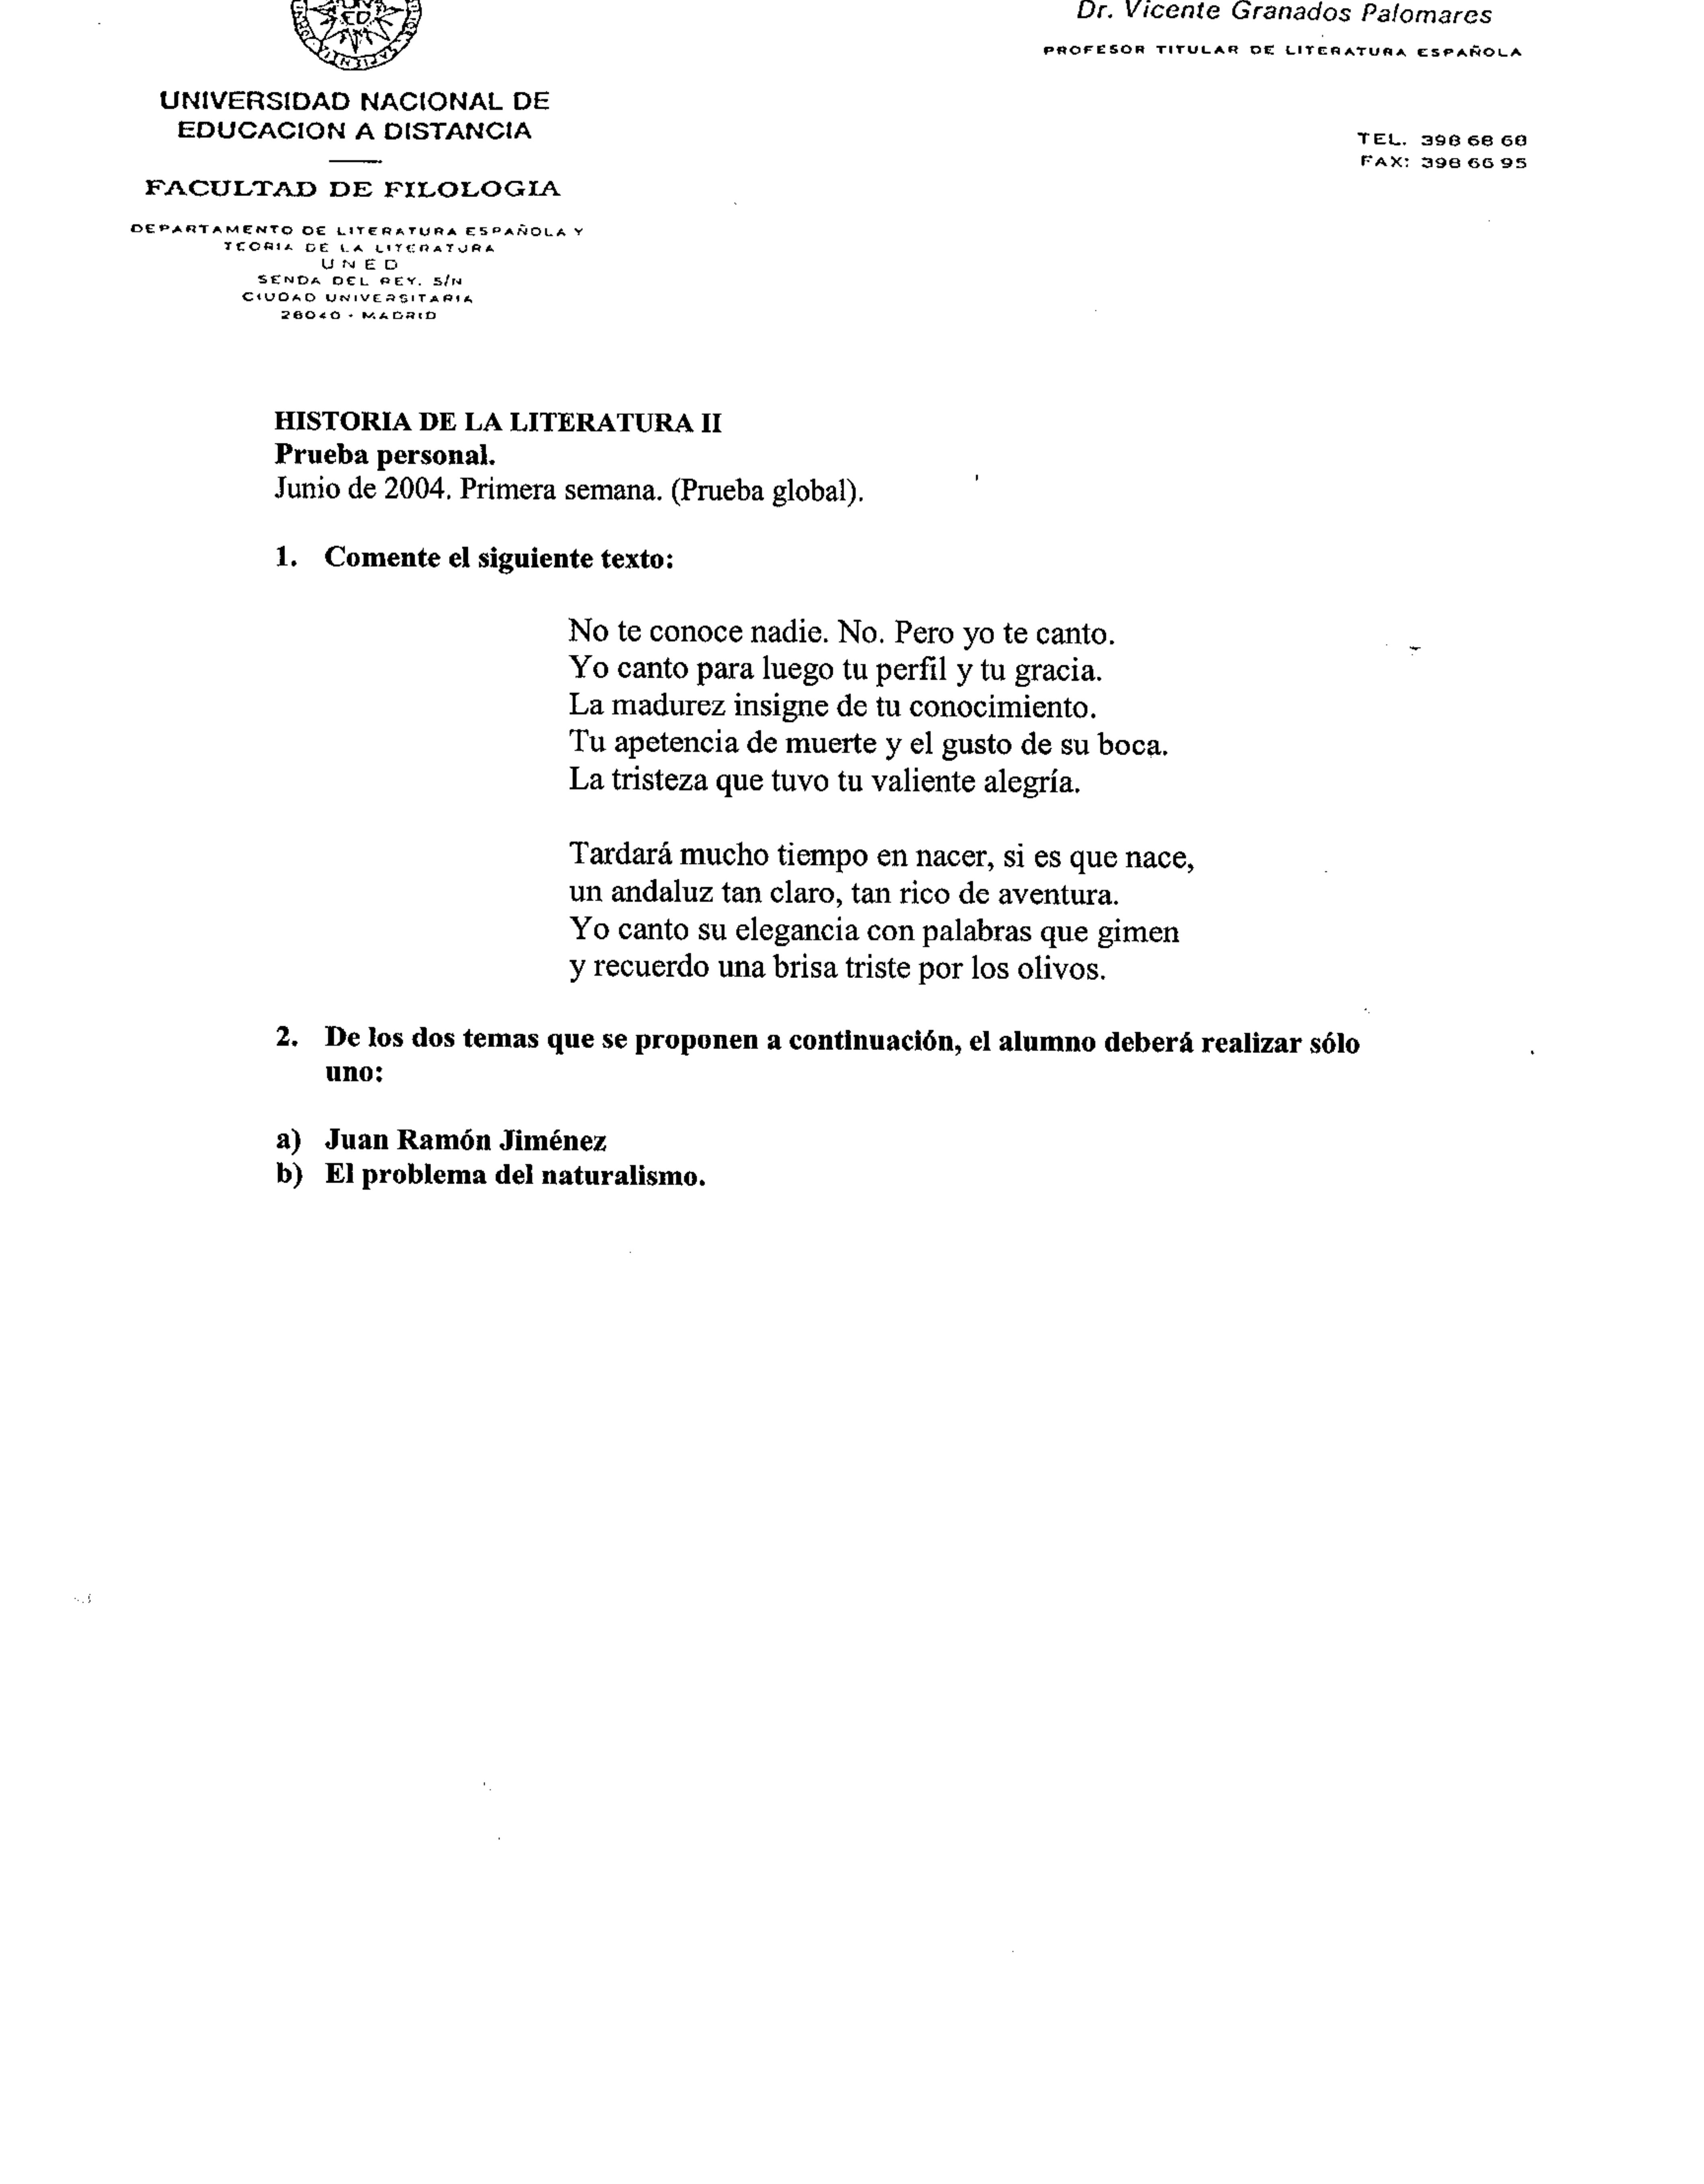 Dr. Vicente Granados Palomares
PROFESOR TITULAR DE LITERATURA ESPAÑOLA
UNIVERSIDAD NACIONAL DE
EDUCACION A DISTANCIA
TEL. 398 68 68
FAX: 398 66 95
FACULTAD DE FILOLOGIA
DEPARTAMENTO DE LITERATURA ESPAÑOLA Y
TEORIA DE LA LITERATURA
UNED
SENDA DEL REY. S/N
CIUDAD UNIVERSITARIA
28040 - MADRID
HISTORIA DE LA LITERATURA II
Prueba personal.
Junio de 2004. Primera semana. (Prueba global).
1. Comente el siguiente texto:
No te conoce nadie. No. Pero yo te canto.
Yo canto para luego tu perfil y tu gracia.
La madurez insigne de tu conocimiento.
Tu apetencia de muerte y el gusto de su boca.
La tristeza que tuvo tu valiente alegría.
Tardará mucho tiempo en nacer, si es que nace,
un andaluz tan claro, tan rico de aventura.
Yo canto su elegancia con palabras que gimen
y recuerdo una brisa triste por los olivos.
2. De los dos temas que se proponen a continuación, el alumno deberá realizar sólo
uno:
a) Juan Ramón Jiménez
b) El problema del naturalismo.